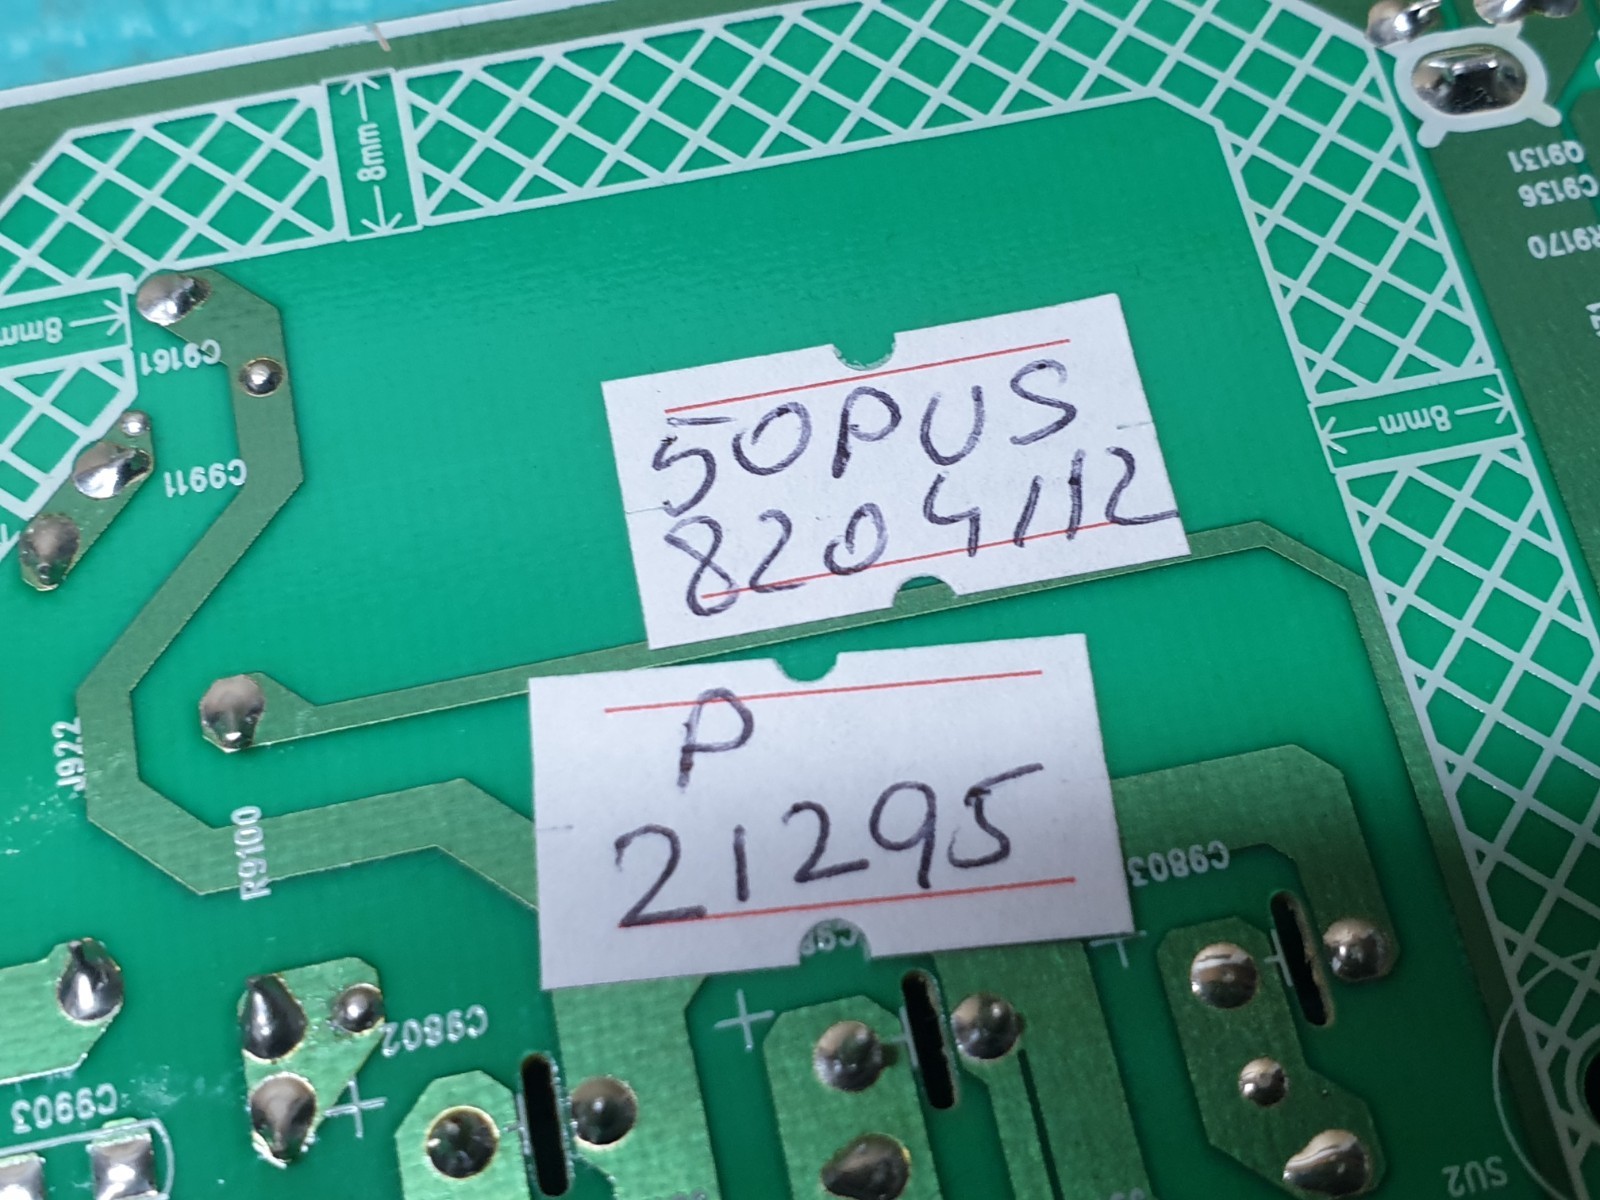 8mm
Q9131
C9136
R9170
8mm
C9161
8mm
C9911
50PUS
8204/12
J922
P
21295
R9100
C9803
C9802
C9903
SU2